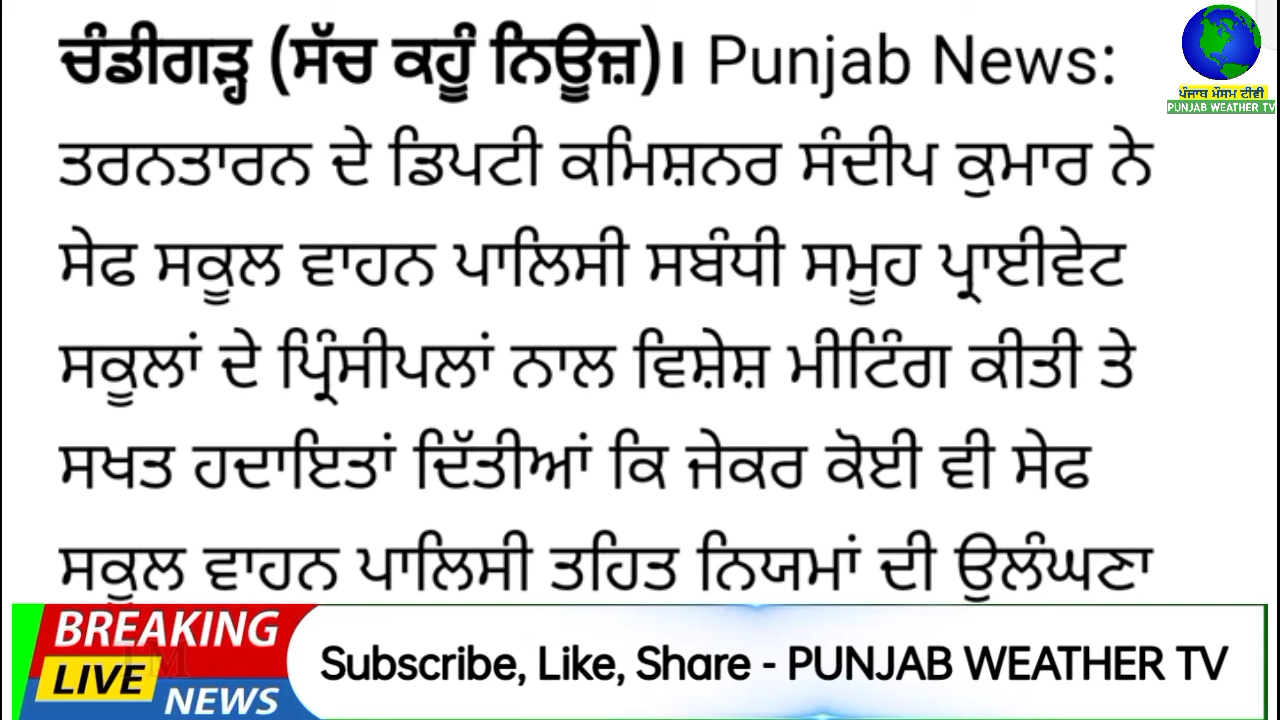 ਚੰਡੀਗੜ੍ਹ (ਸੱਚ ਕਹੂੰ ਨਿਊਜ਼)। Punjab News:
ਤਰਨਤਾਰਨ ਦੇ ਡਿਪਟੀ ਕਮਿਸ਼ਨਰ ਸੰਦੀਪ ਕੁਮਾਰ ਨੇ
ਸੇਫ ਸਕੂਲ ਵਾਹਨ ਪਾਲਿਸੀ ਸਬੰਧੀ ਸਮੂਹ ਪ੍ਰਾਈਵੇਟ
ਸਕੂਲਾਂ ਦੇ ਪ੍ਰਿੰਸੀਪਲਾਂ ਨਾਲ ਵਿਸ਼ੇਸ਼ ਮੀਟਿੰਗ ਕੀਤੀ ਤੇ
ਸਖਤ ਹਦਾਇਤਾਂ ਦਿੱਤੀਆਂ ਕਿ ਜੇਕਰ ਕੋਈ ਵੀ ਸੇਫ
ਸਕੂਲ ਵਾਹਨ ਪਾਲਿਸੀ ਤਹਿਤ ਨਿਯਮਾਂ ਦੀ ਉਲੰਘਣਾ
ਪੰਜਾਬ ਮੌਸਮ ਟੀਵੀ
PUNJAB WEATHER TV
BREAKING
LIVE
NEWS
Subscribe, Like, Share - PUNJAB WEATHER TV